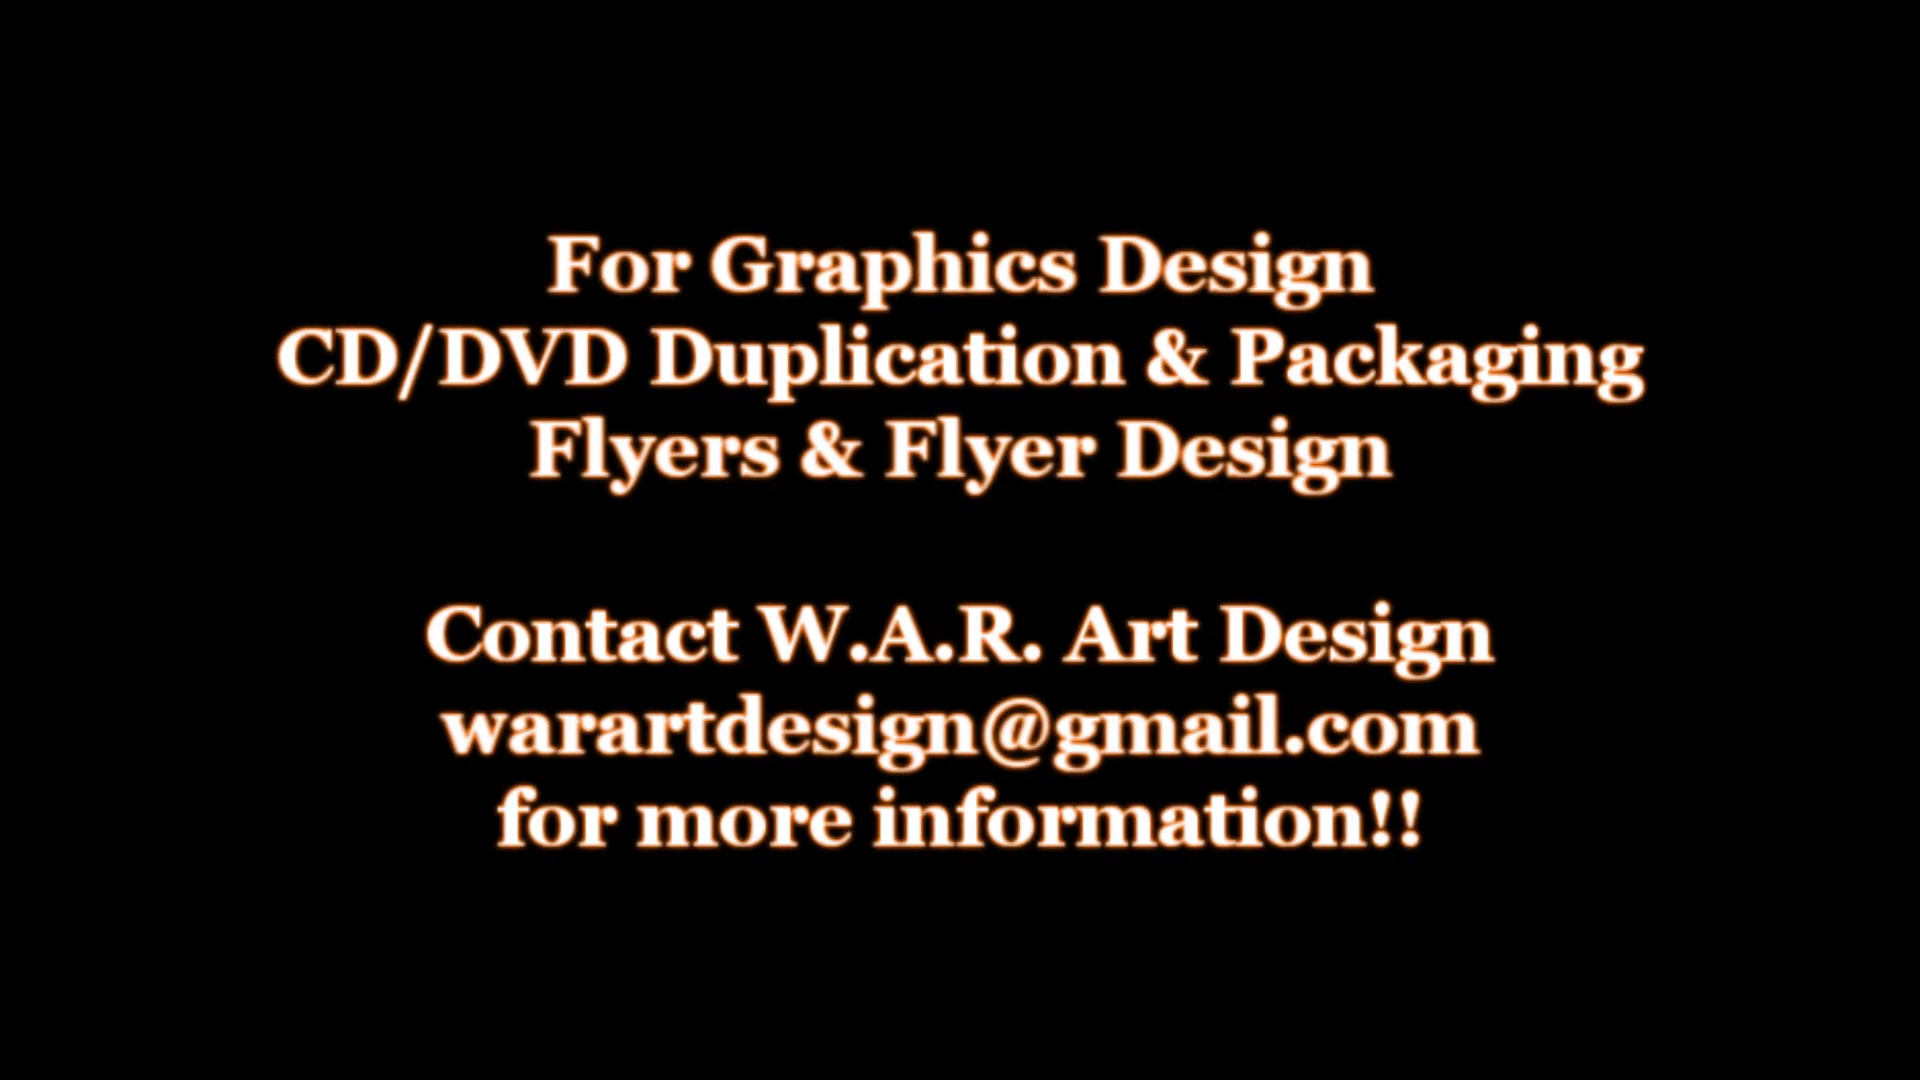 For Graphics Design
CD/DVD Duplication & Packaging
Flyers & Flyer Design
Contact W.A.R. Art Design
warartdesign@gmail.com
for more information!!